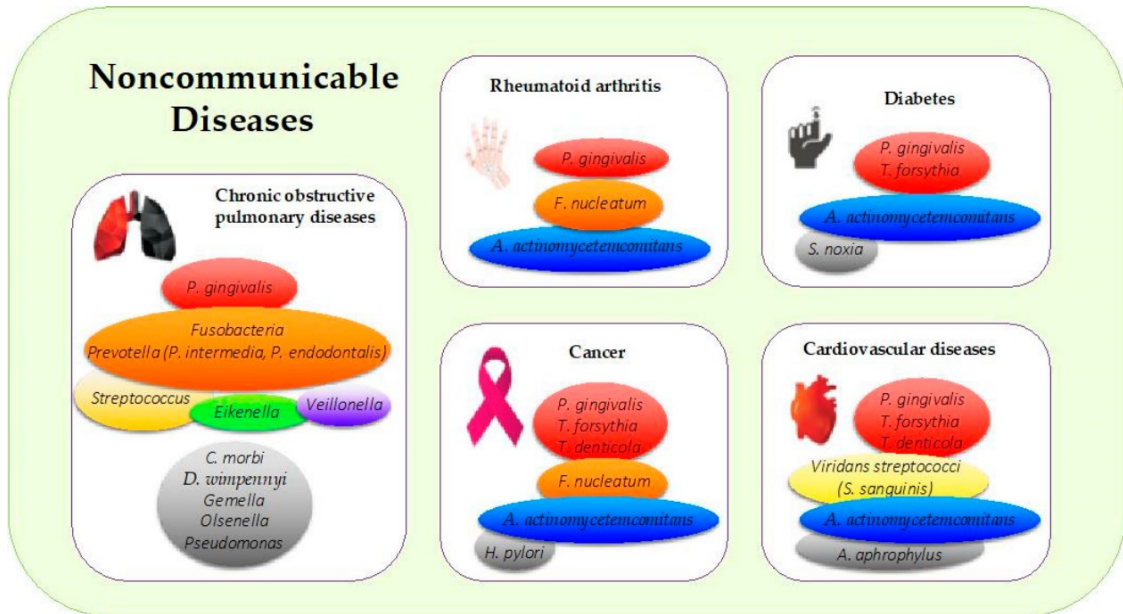 Noncommunicable
Diseases
Chronic obstructive
pulmonary diseases
P. gingivalis
Fusobacteria
Prevotella (P. intermedia, P. endodontalis)
Streptococcus
Eikenella
Veillonella
C. morbi
D. wimpennyi
Gemella
Olsenella
Pseudomonas
Rheumatoid arthritis
P. gingivalis
F. nucleatum
A. actinomycetemcomitans
Diabetes
P. gingivalis
T. forsythia
A. actinomycetemcomitans
S. noxia
Cancer
P. gingivalis
T. forsythia
T. denticola
F. nucleatum
A. actinomycetemcomitans
H. pylori
Cardiovascular diseases
P. gingivalis
T. forsythia
T. denticola
Viridans streptococci
(S. sanguinis)
A. actinomycetemcomitans
A. aphrophylus